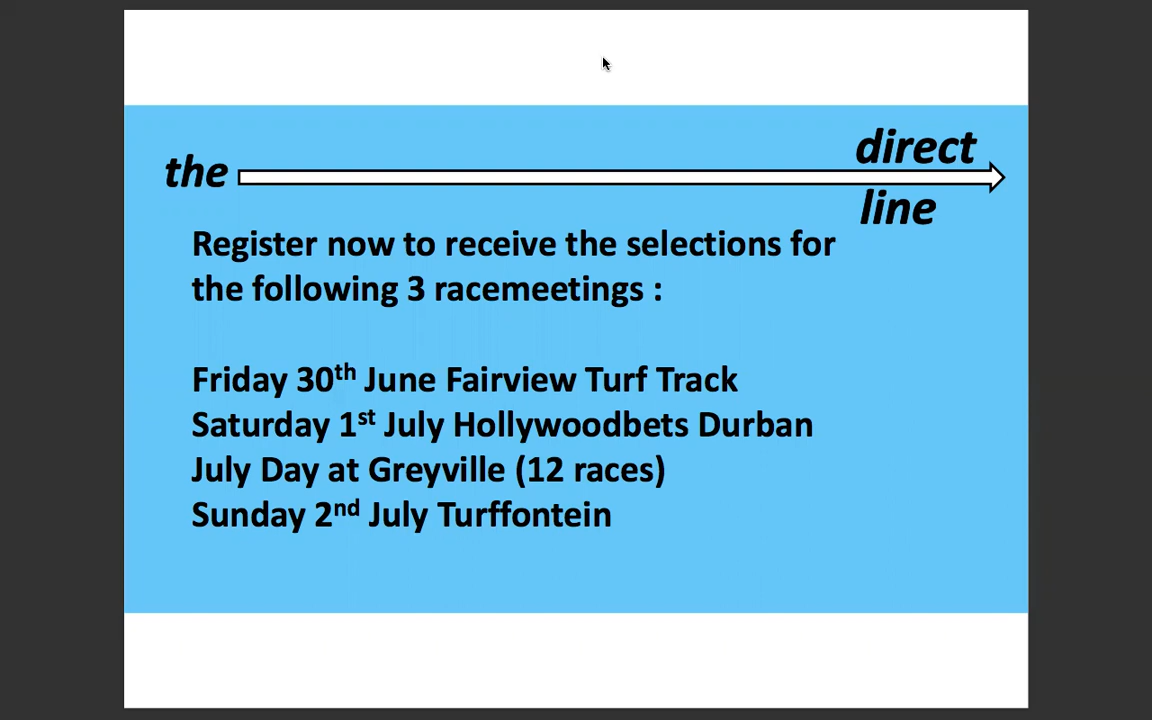 the
direct
line
Register now to receive the selections for
the following 3 racemeetings :
Friday 30th June Fairview Turf Track
Saturday 1st July Hollywoodbets Durban
July Day at Greyville (12 races)
Sunday 2nd July Turffontein